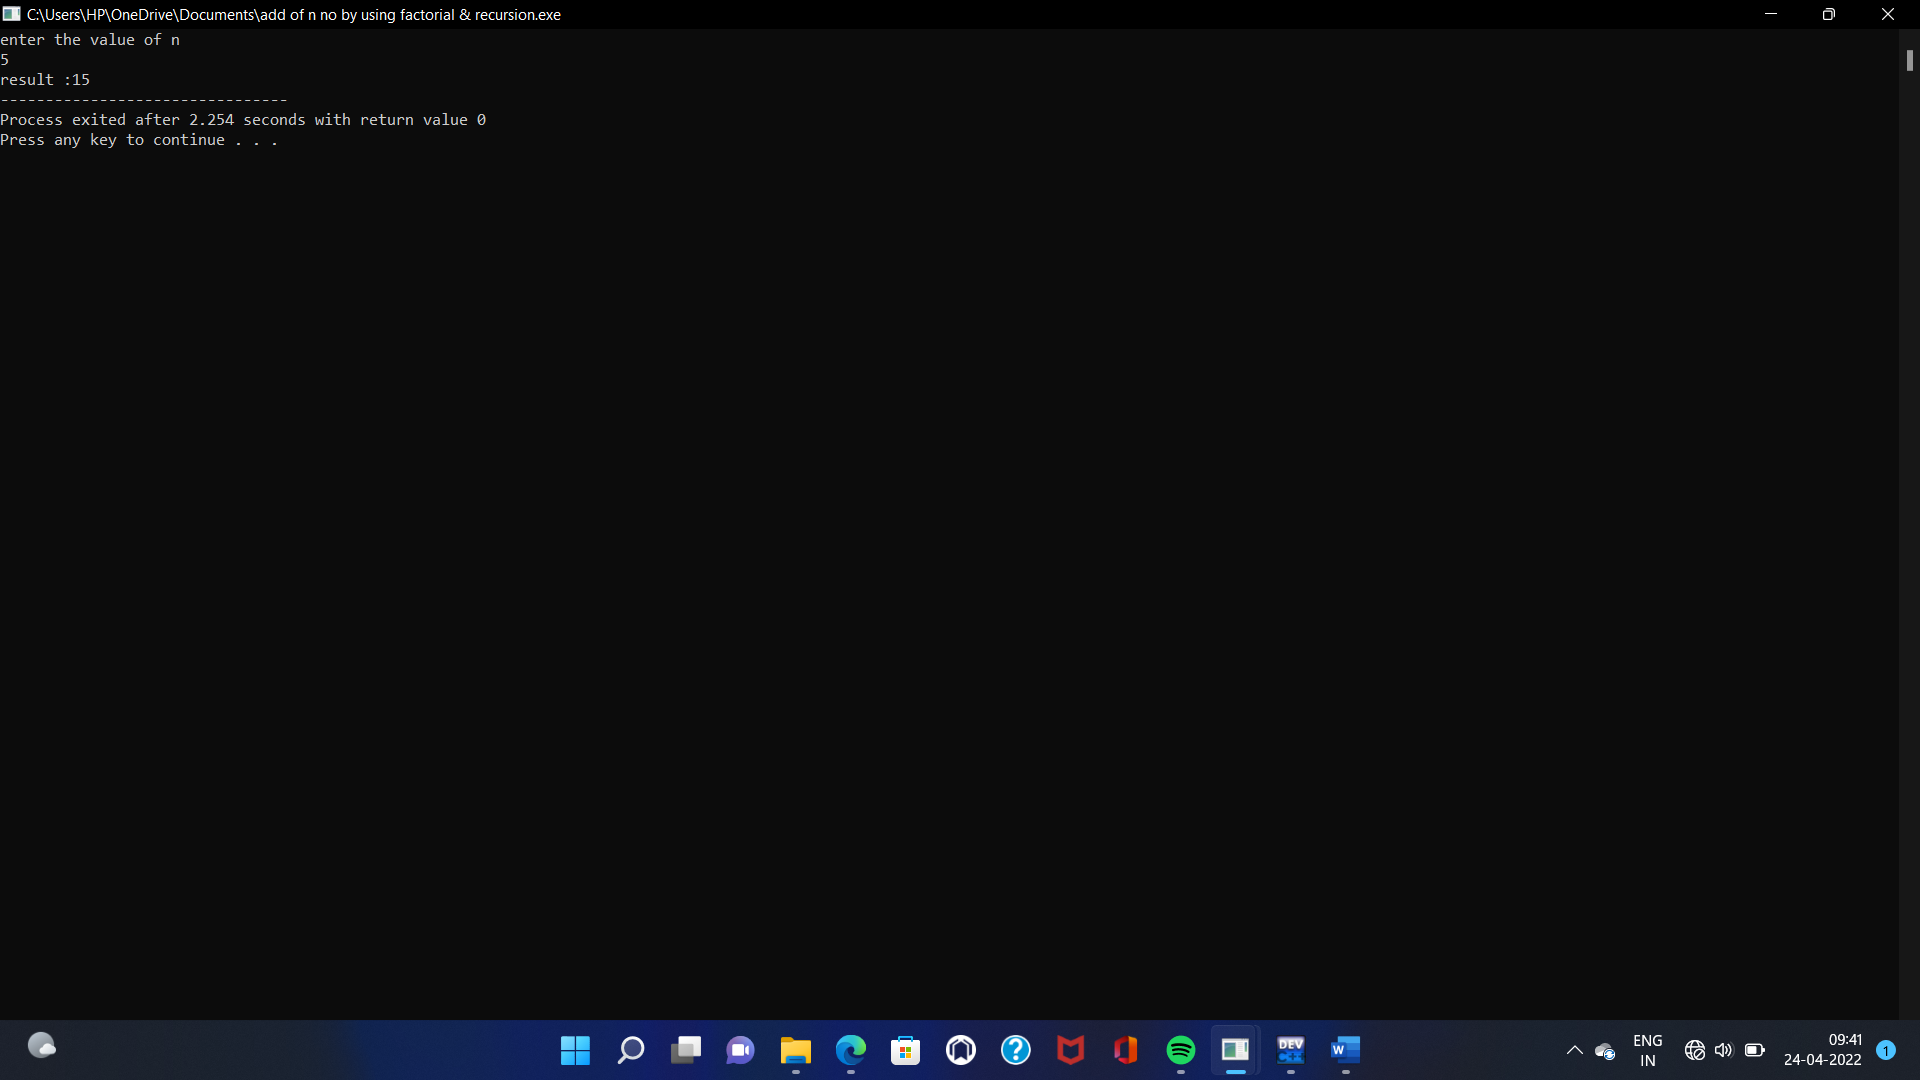 C:\Users\HP\OneDrive\Documents\add of n no by using factorial & recursion.exe
enter the value of n
5
result :15
--------------------------------
Process exited after 2.254 seconds with return value 0
Press any key to continue . . .
DEV
C++
W
ENG
IN
09:41
24-04-2022
1